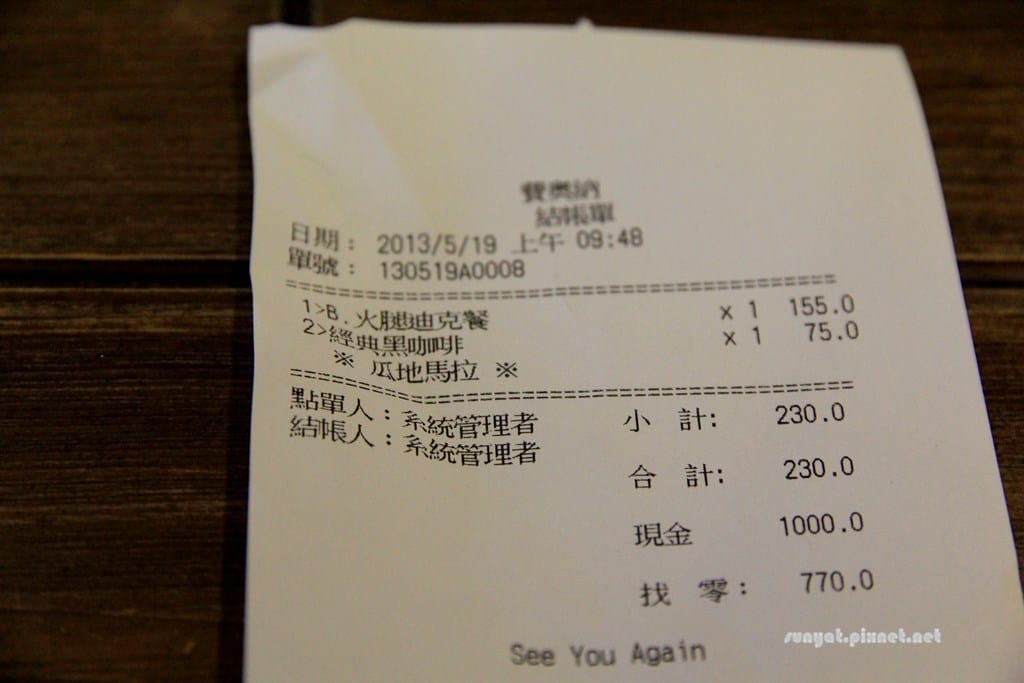 費奧納
結帳單
日期： 2013/5/19 上午 09:48
單號： 130519A0008
==========================================
1>B.火腿迪克餐 x 1 155.0
2>經典黑咖啡 x 1 75.0
※ 瓜地馬拉 ※
==========================================
點單人：系統管理者 小 計: 230.0
結帳人：系統管理者
合 計: 230.0
現金 1000.0
找 零: 770.0
See You Again
sunyat.pixnet.net